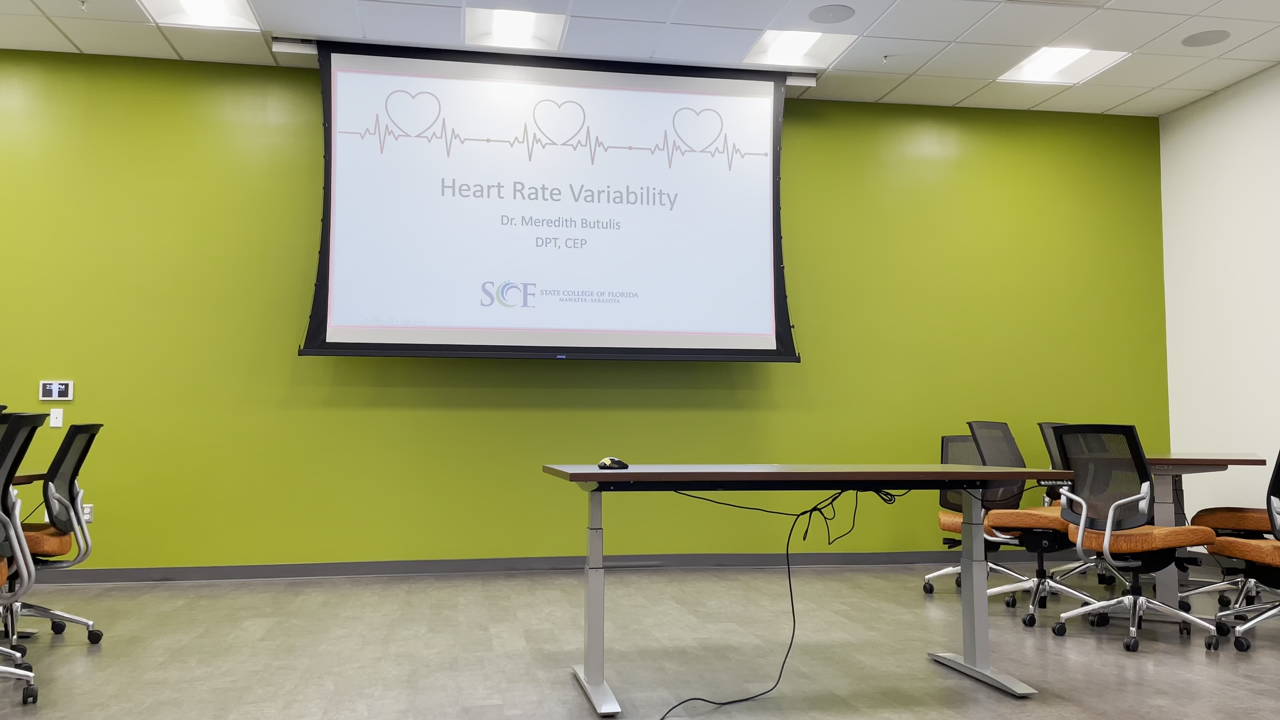 Heart Rate Variability
Dr. Meredith Butulis
DPT, CEP
SCF STATE COLLEGE OF FLORIDA
MANATEE-SARASOTA